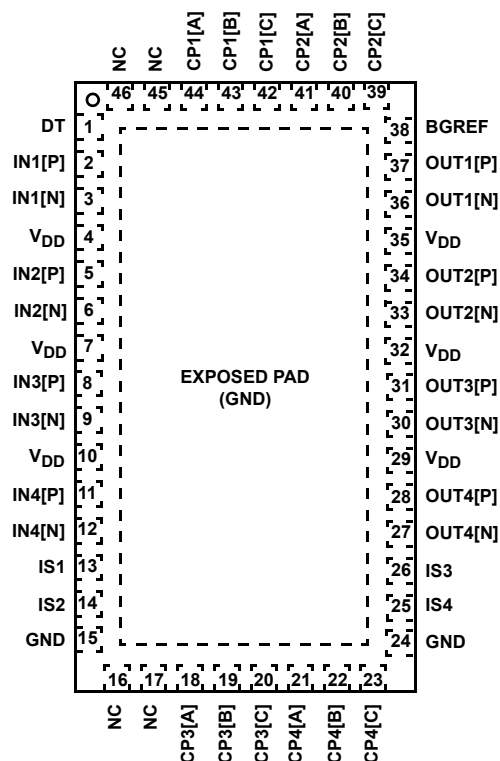 NC
NC
CP1[A]
CP1[B]
CP1[C]
CP2[A]
CP2[B]
CP2[C]
46 45 44 43 42 41 40 39
DT 1 38 BGREF
IN1[P] 2 37 OUT1[P]
IN1[N] 3 36 OUT1[N]
VDD 4 35 VDD
IN2[P] 5 34 OUT2[P]
IN2[N] 6 33 OUT2[N]
VDD 7 32 VDD
IN3[P] 8 31 OUT3[P]
EXPOSED PAD
(GND)
IN3[N] 9 30 OUT3[N]
VDD 10 29 VDD
IN4[P] 11 28 OUT4[P]
IN4[N] 12 27 OUT4[N]
IS1 13 26 IS3
IS2 14 25 IS4
GND 15 24 GND
16 17 18 19 20 21 22 23
NC
NC
CP3[A]
CP3[B]
CP3[C]
CP4[A]
CP4[B]
CP4[C]